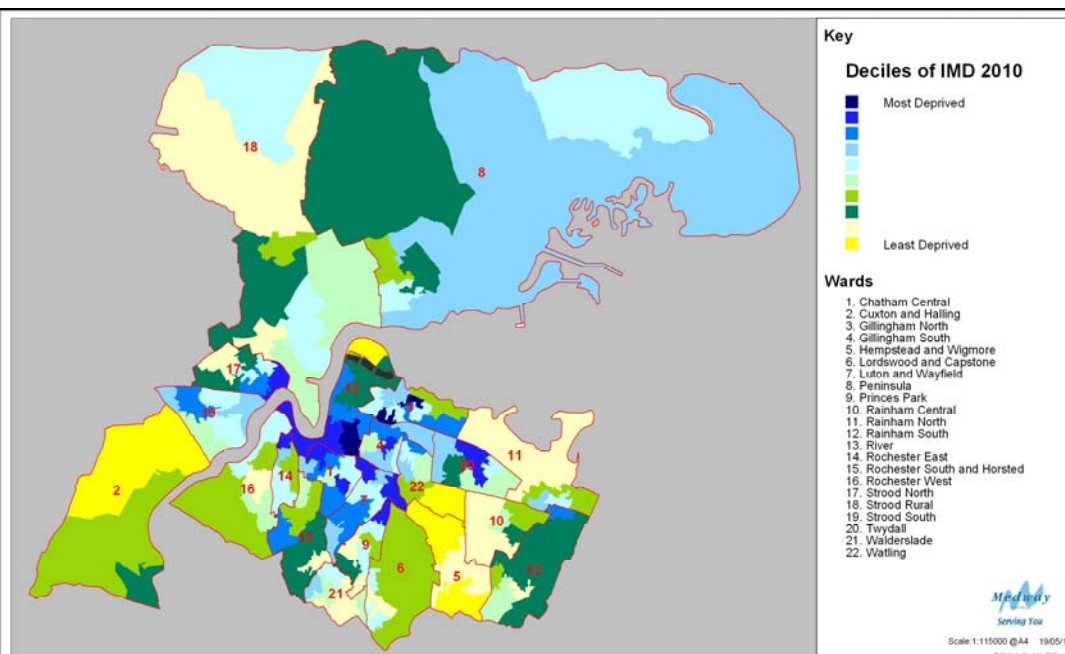 Key
Deciles of IMD 2010
Most Deprived
Least Deprived
Wards
1. Chatham Central
2. Cuxton and Halling
3. Gillingham North
4. Gillingham South
5. Hempstead and Wigmore
6. Lordswood and Capstone
7. Luton and Wayfield
8. Peninsula
9. Princes Park
10. Rainham Central
11. Rainham North
12. Rainham South
13. River
14. Rochester East
15. Rochester South and Horsted
16. Rochester West
17. Strood North
18. Strood Rural
19. Strood South
20. Twydall
21. Walderslade
22. Watling
18
8
17
13
3
19
4
11
20
1
2
16
14
7
22
10
15
9
6
5
12
21
Medway
Serving You
Scale:1:115000 @A4